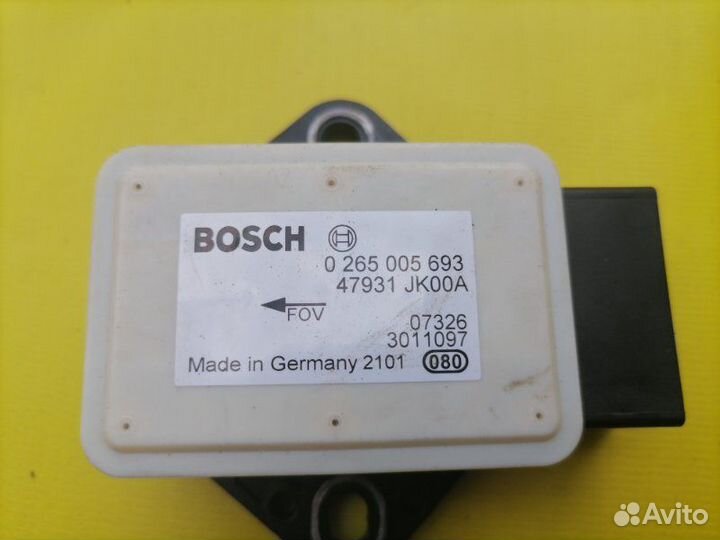 BOSCH
0 265 005 693
47931 JK00A
FOV
07326
3011097
Made in Germany 2101 080
Avito